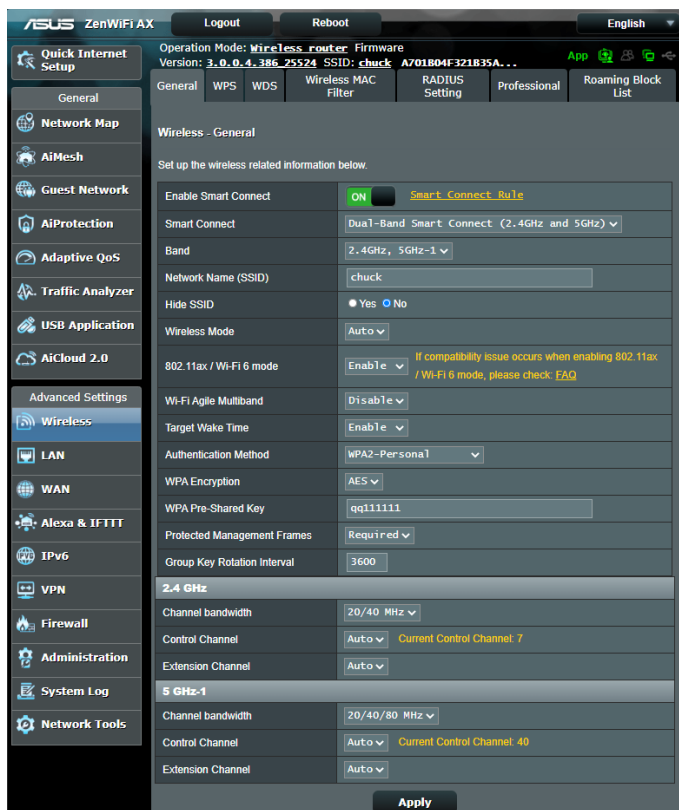 ASUS ZenWiFi AX Logout Reboot English
Quick Internet Setup
Operation Mode: Wireless router Firmware
Version: 3.0.0.4.386_25524 SSID: chuck A701B04F321B35A...
App
General WPS WDS Wireless MAC Filter RADIUS Setting Professional Roaming Block List
General
Network Map
AiMesh
Guest Network
AiProtection
Adaptive QoS
Traffic Analyzer
USB Application
AiCloud 2.0
Advanced Settings
Wireless
LAN
WAN
Alexa & IFTTT
IPv6
VPN
Firewall
Administration
System Log
Network Tools
Wireless - General
Set up the wireless related information below.
Enable Smart Connect ON Smart Connect Rule
Smart Connect Dual-Band Smart Connect (2.4GHz and 5GHz)
Band 2.4GHz, 5GHz-1
Network Name (SSID) chuck
Hide SSID Yes No
Wireless Mode Auto
802.11ax / Wi-Fi 6 mode Enable If compatibility issue occurs when enabling 802.11ax
/ Wi-Fi 6 mode, please check: FAQ
Wi-Fi Agile Multiband Disable
Target Wake Time Enable
Authentication Method WPA2-Personal
WPA Encryption AES
WPA Pre-Shared Key qq111111
Protected Management Frames Required
Group Key Rotation Interval 3600
2.4 GHz
Channel bandwidth 20/40 MHz
Control Channel Auto Current Control Channel: 7
Extension Channel Auto
5 GHz-1
Channel bandwidth 20/40/80 MHz
Control Channel Auto Current Control Channel: 40
Extension Channel Auto
Apply